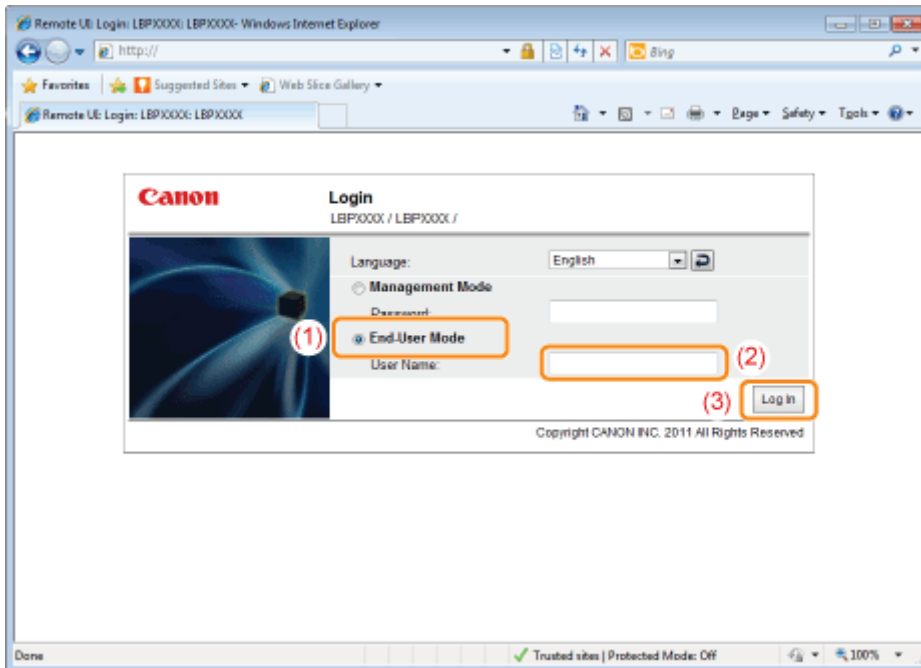 Remote UI: Login: LBPXXXX: LBPXXXX- Windows Internet Explorer
http://
Bing
Favorites Suggested Sites Web Slice Gallery
Remote UI: Login: LBPXXXX: LBPXXXX
Page Safety Tools
Canon Login
LBPXXXX / LBPXXXX /
Language: English
Management Mode
Password:
(1) End-User Mode
User Name: (2)
(3) Log in
Copyright CANON INC. 2011 All Rights Reserved
Done Trusted sites | Protected Mode: Off 100%